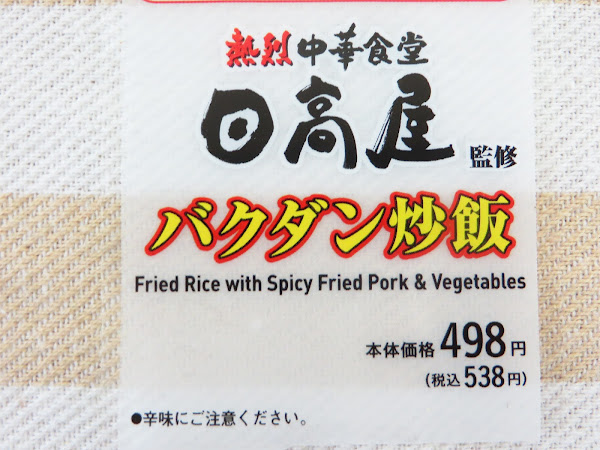 熱烈中華食堂
日高屋 監修
バクダン炒飯
Fried Rice with Spicy Fried Pork & Vegetables
本体価格 498円
(税込 538円)
●辛味にご注意ください。